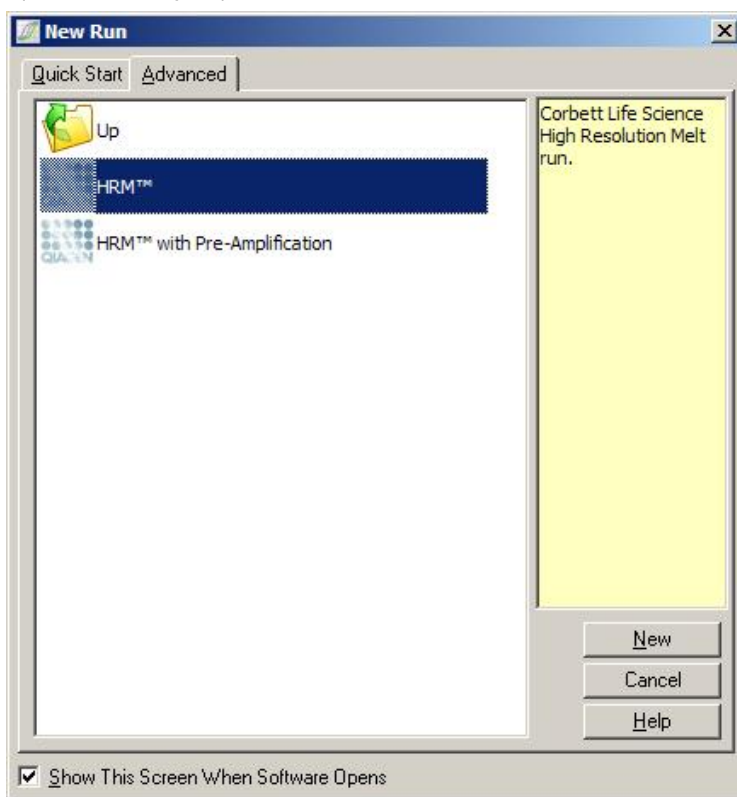 New Run
Quick Start Advanced
Up
HRM™
QIAGEN
HRM™ with Pre-Amplification
Corbett Life Science
High Resolution Melt
run.
New
Cancel
Help
Show This Screen When Software Opens